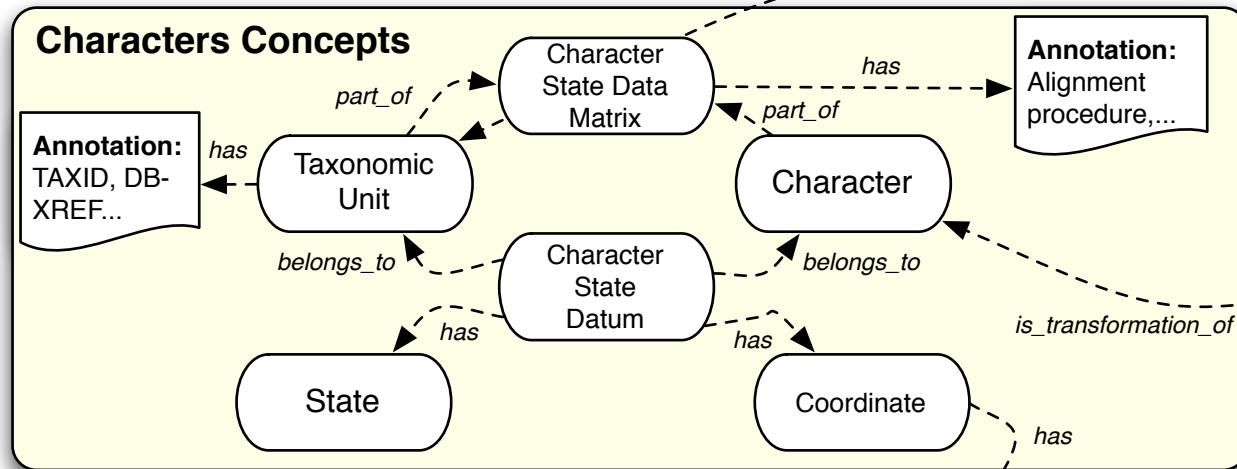 Characters Concepts
Character
State Data
Matrix
has
Annotation:
Alignment
procedure,...
part_of
part_of
Annotation:
TAXID, DB-
XREF...
has
Taxonomic
Unit
Character
belongs_to
Character
State
Datum
belongs_to
is_transformation_of
has
has
State
Coordinate
has